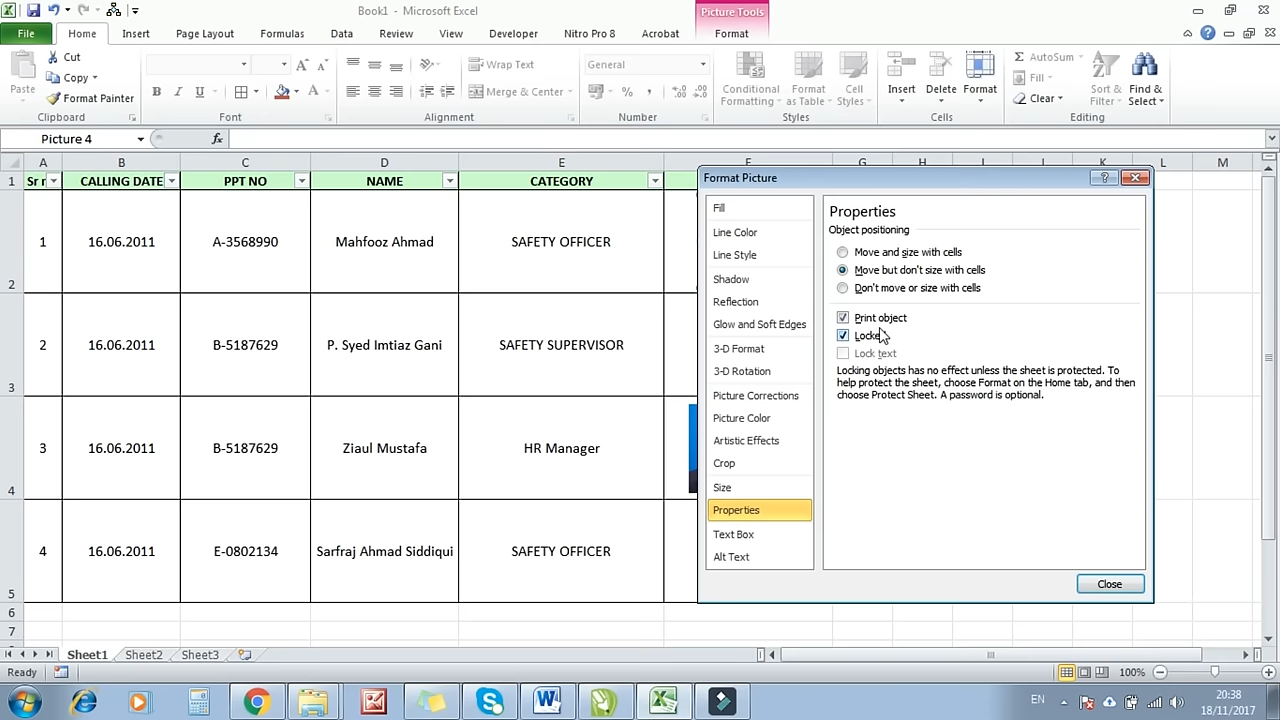 Book1 - Microsoft Excel
Picture Tools
File Home Insert Page Layout Formulas Data Review View Developer Nitro Pro 8 Acrobat Format
Paste
Cut
Copy
Format Painter
Clipboard
B I U
A A
Font
Wrap Text
Merge & Center
Alignment
General
%
Number
Conditional Formatting
Format as Table
Cell Styles
Styles
Insert
Delete
Format
Cells
AutoSum
Fill
Clear
Sort & Filter
Find & Select
Editing
Picture 4
fx
A B C D E F G H I J K L M
1 Sr CALLING DATE PPT NO NAME CATEGORY
1 16.06.2011 A-3568990 Mahfooz Ahmad SAFETY OFFICER
2
2 16.06.2011 B-5187629 P. Syed Imtiaz Gani SAFETY SUPERVISOR
3
3 16.06.2011 B-5187629 Ziaul Mustafa HR Manager
4
4 16.06.2011 E-0802134 Sarfraj Ahmad Siddiqui SAFETY OFFICER
5
6
7
Format Picture
Fill
Line Color
Line Style
Shadow
Reflection
Glow and Soft Edges
3-D Format
3-D Rotation
Picture Corrections
Picture Color
Artistic Effects
Crop
Size
Properties
Text Box
Alt Text
Properties
Object positioning
Move and size with cells
Move but don't size with cells
Don't move or size with cells
Print object
Locke
Lock text
Locking objects has no effect unless the sheet is protected. To
help protect the sheet, choose Format on the Home tab, and then
choose Protect Sheet. A password is optional.
Close
Sheet1 Sheet2 Sheet3
Ready
100%
EN
20:38
18/11/2017